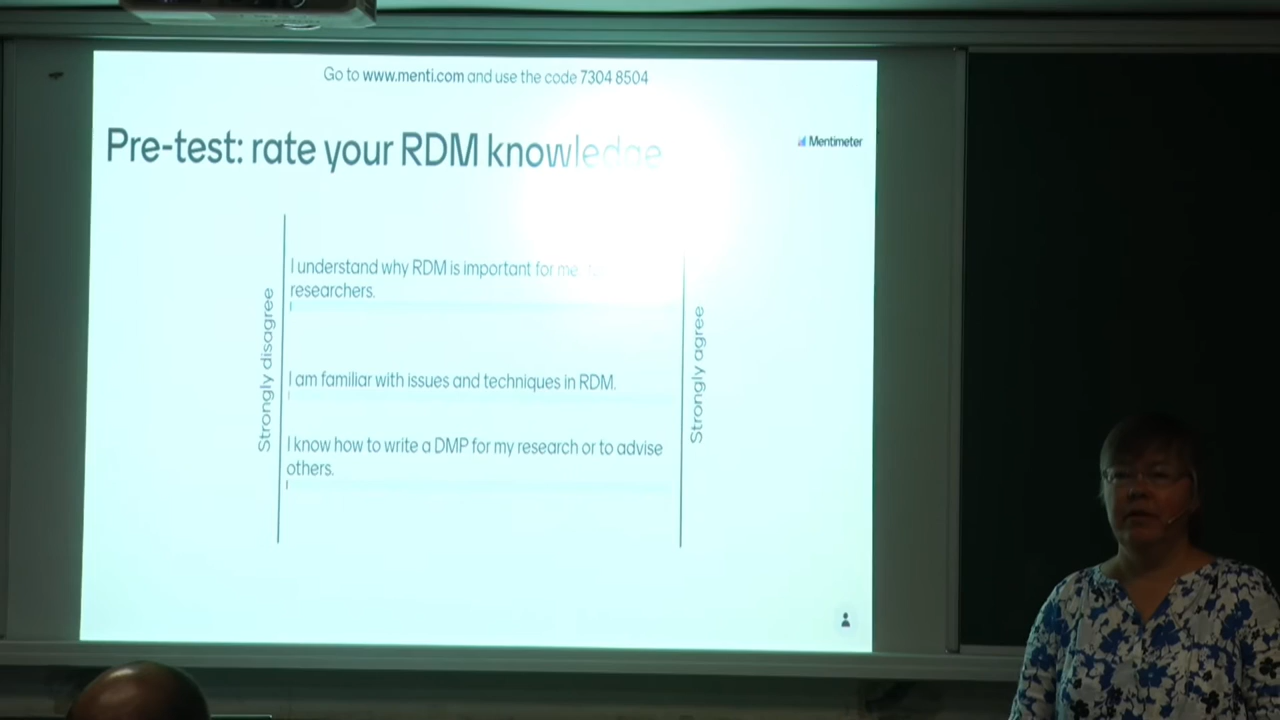 Go to www.menti.com and use the code 7304 8504
Pre-test: rate your RDM knowledge
Mentimeter
I understand why RDM is important for me
researchers.
Strongly disagree
Strongly agree
I am familiar with issues and techniques in RDM.
I know how to write a DMP for my research or to advise
others.